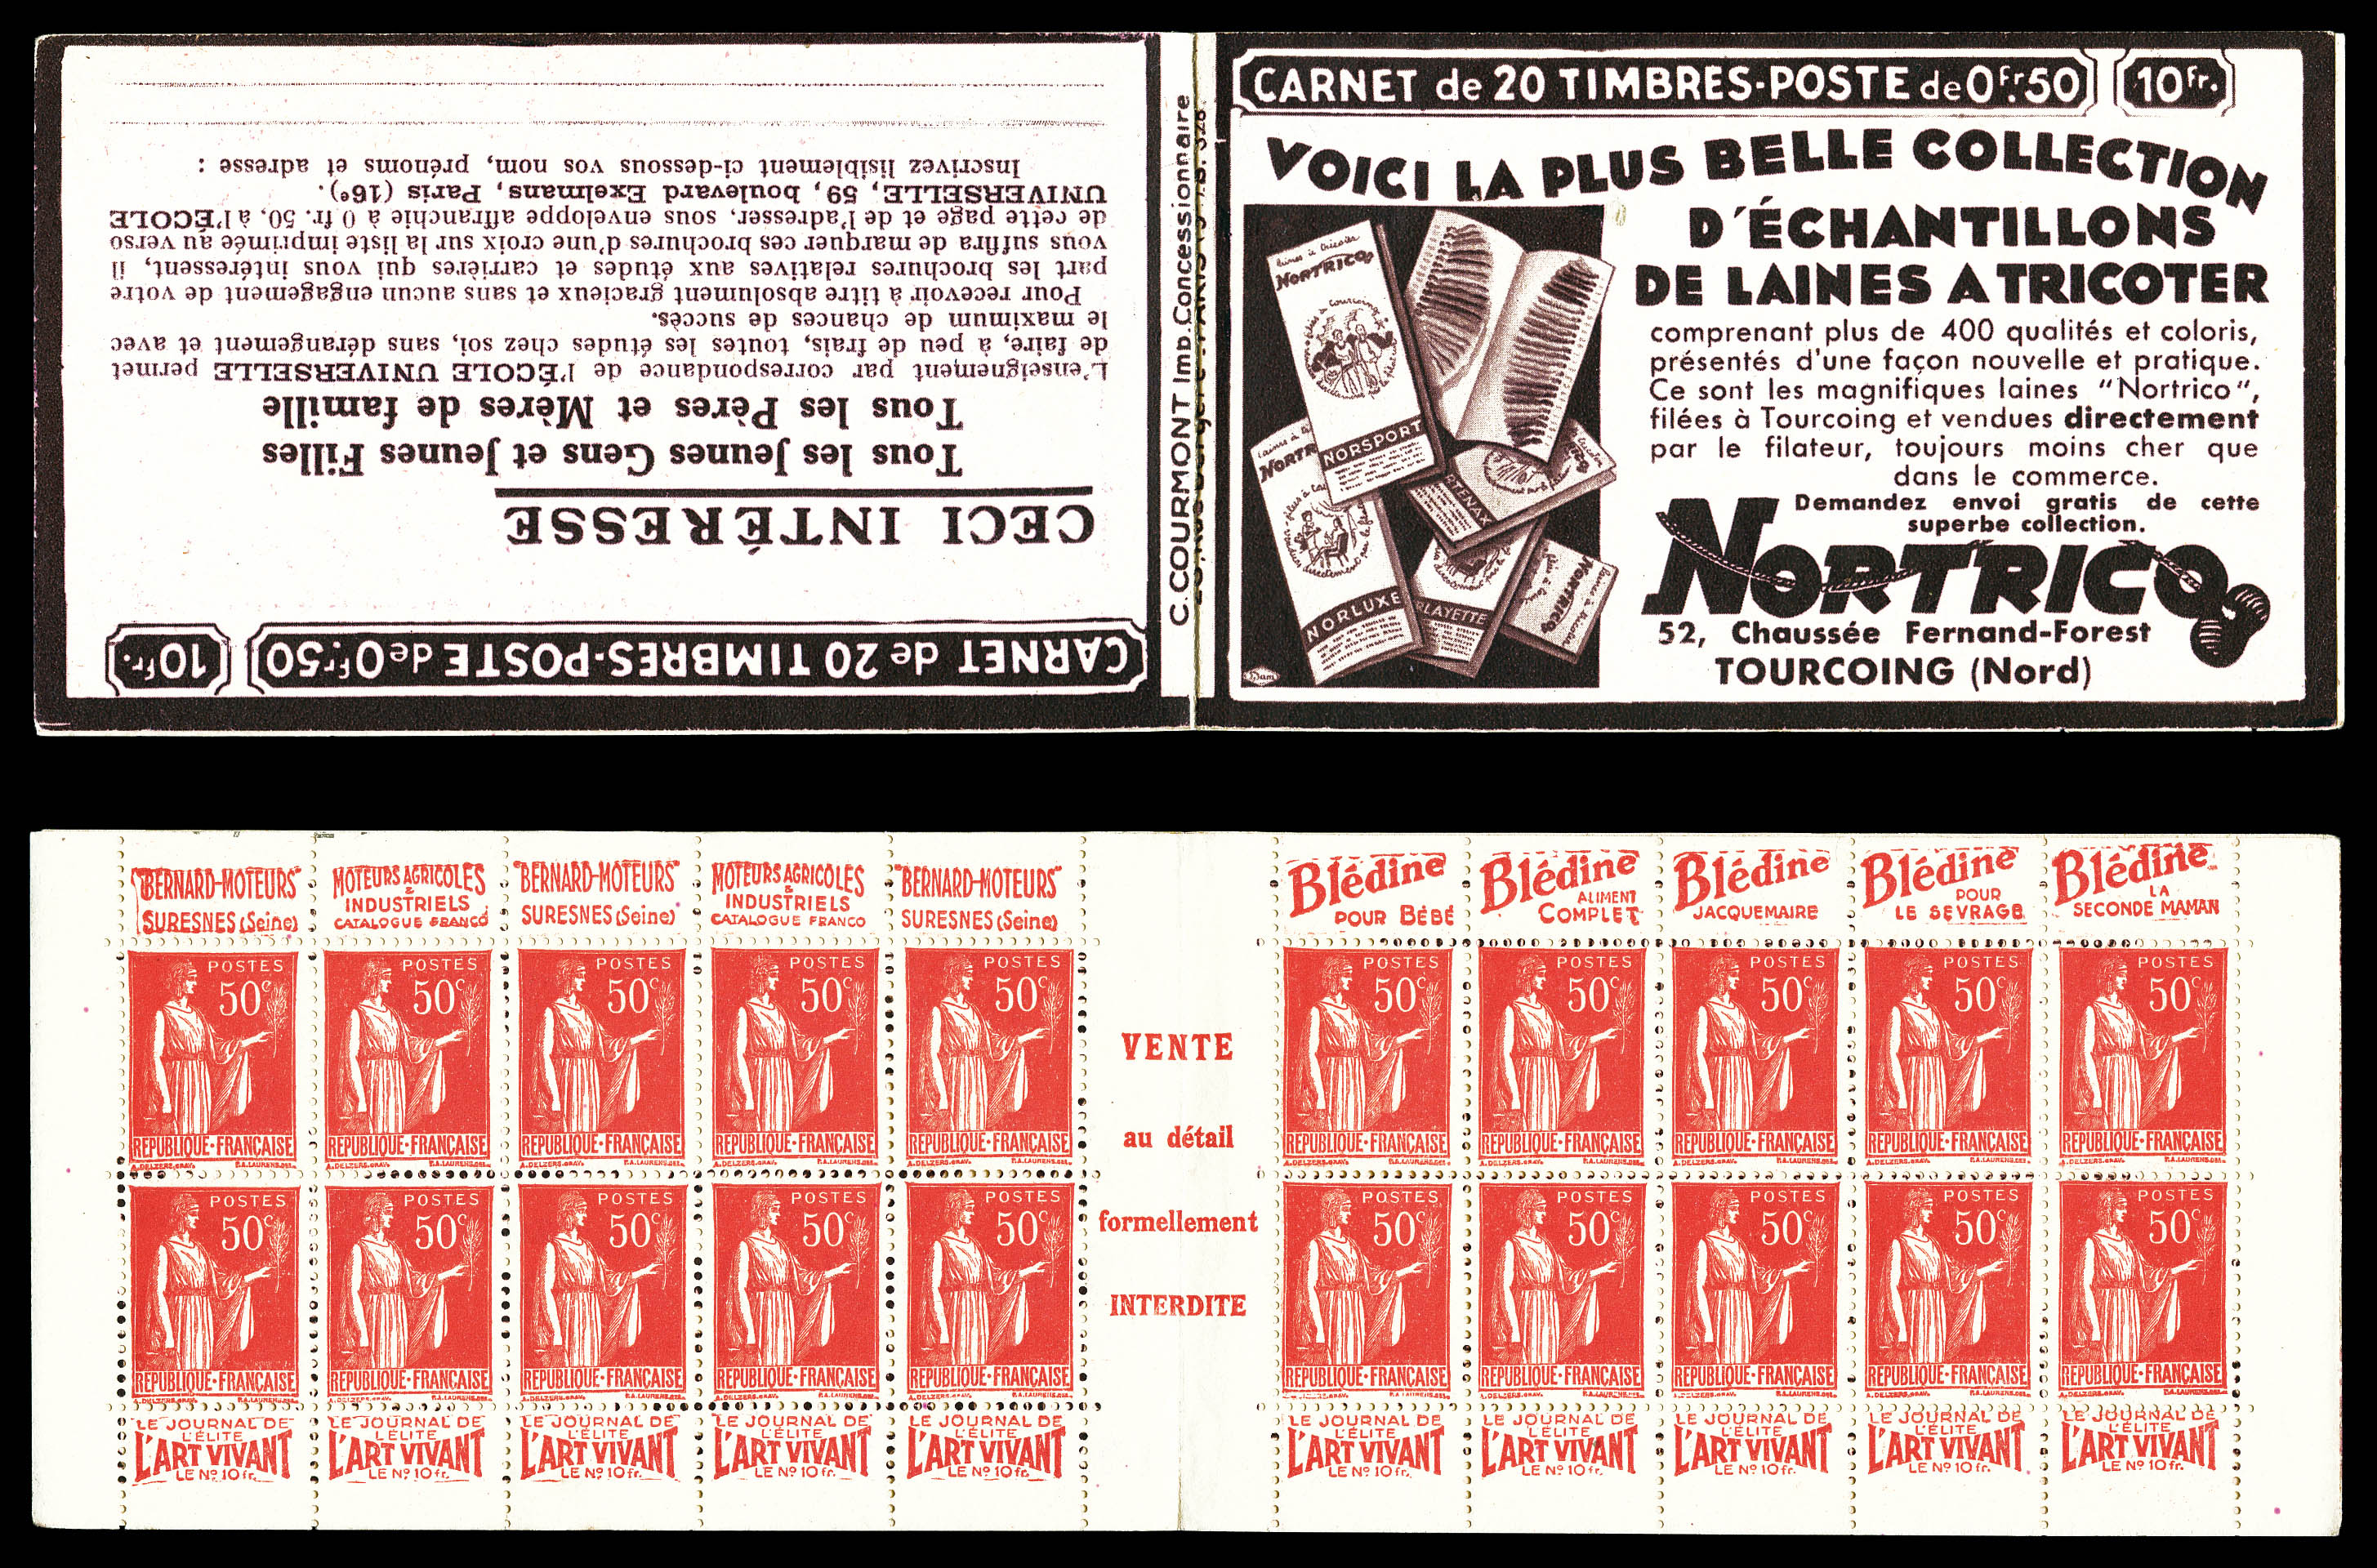 CARNET de 20 TIMBRES-POSTE de 0fr.50 10fr.
CECI INTÉRESSE
Tous les Jeunes Gens et Jeunes Filles
Tous les Pères et Mères de famille
L'enseignement par correspondance de l'ÉCOLE UNIVERSELLE permet
de faire, à peu de frais, toutes les études chez soi, sans dérangement et avec
le maximum de chances de succès.
Pour recevoir à titre absolument gracieux et sans aucun engagement de votre
part les brochures relatives aux études et carrières qui vous intéressent, il
vous suffira de marquer ces brochures d'une croix sur la liste imprimée au verso
de cette page et de l'adresser, sous enveloppe affranchie à 0 fr. 50, à l'ÉCOLE
UNIVERSELLE, 59, boulevard Exelmans, Paris (16e).
Inscrivez lisiblement ci-dessous vos nom, prénoms et adresse :
C. COURMONT Imp. Concessionnaire
CARNET de 20 TIMBRES-POSTE de 0fr.50 10fr.
VOICI LA PLUS BELLE COLLECTION
D'ÉCHANTILLONS
DE LAINES A TRICOTER
comprenant plus de 400 qualités et coloris,
présentés d'une façon nouvelle et pratique.
Ce sont les magnifiques laines "Nortrico",
filées à Tourcoing et vendues directement
par le filateur, toujours moins cher que
dans le commerce.
Demandez envoi gratis de cette
superbe collection.
NORTRICO
52, Chaussée Fernand-Forest
TOURCOING (Nord)
laines à tricoter
NORTRICO
NORSPORT
NORLUXE
LAYETTE
NORTRICO
"BERNARD-MOTEURS" MOTEURS AGRICOLES "BERNARD-MOTEURS" MOTEURS AGRICOLES "BERNARD-MOTEURS"
& INDUSTRIELS & INDUSTRIELS
SURESNES (Seine) CATALOGUE FRANCO SURESNES (Seine) CATALOGUE FRANCO SURESNES (Seine)
Blédine Blédine Blédine Blédine Blédine
POUR BÉBÉ ALIMENT COMPLET JACQUEMAIRE POUR LE SEVRAGE LA SECONDE MAMAN
POSTES POSTES POSTES POSTES POSTES POSTES POSTES POSTES POSTES POSTES
50c 50c 50c 50c 50c 50c 50c 50c 50c 50c
REPUBLIQUE·FRANÇAISE REPUBLIQUE·FRANÇAISE REPUBLIQUE·FRANÇAISE REPUBLIQUE·FRANÇAISE REPUBLIQUE·FRANÇAISE REPUBLIQUE·FRANÇAISE REPUBLIQUE·FRANÇAISE REPUBLIQUE·FRANÇAISE REPUBLIQUE·FRANÇAISE REPUBLIQUE·FRANÇAISE
VENTE
au détail
formellement
INTERDITE
POSTES POSTES POSTES POSTES POSTES POSTES POSTES POSTES POSTES POSTES
50c 50c 50c 50c 50c 50c 50c 50c 50c 50c
REPUBLIQUE·FRANÇAISE REPUBLIQUE·FRANÇAISE REPUBLIQUE·FRANÇAISE REPUBLIQUE·FRANÇAISE REPUBLIQUE·FRANÇAISE REPUBLIQUE·FRANÇAISE REPUBLIQUE·FRANÇAISE REPUBLIQUE·FRANÇAISE REPUBLIQUE·FRANÇAISE REPUBLIQUE·FRANÇAISE
LE JOURNAL DE LE JOURNAL DE LE JOURNAL DE LE JOURNAL DE LE JOURNAL DE LE JOURNAL DE LE JOURNAL DE LE JOURNAL DE LE JOURNAL DE LE JOURNAL DE
L'ÉLITE L'ÉLITE L'ÉLITE L'ÉLITE L'ÉLITE L'ÉLITE L'ÉLITE L'ÉLITE L'ÉLITE L'ÉLITE
L'ART VIVANT L'ART VIVANT L'ART VIVANT L'ART VIVANT L'ART VIVANT L'ART VIVANT L'ART VIVANT L'ART VIVANT L'ART VIVANT L'ART VIVANT
LE Nº 10 fr. LE Nº 10 fr. LE Nº 10 fr. LE Nº 10 fr. LE Nº 10 fr. LE Nº 10 fr. LE Nº 10 fr. LE Nº 10 fr. LE Nº 10 fr. LE Nº 10 fr.